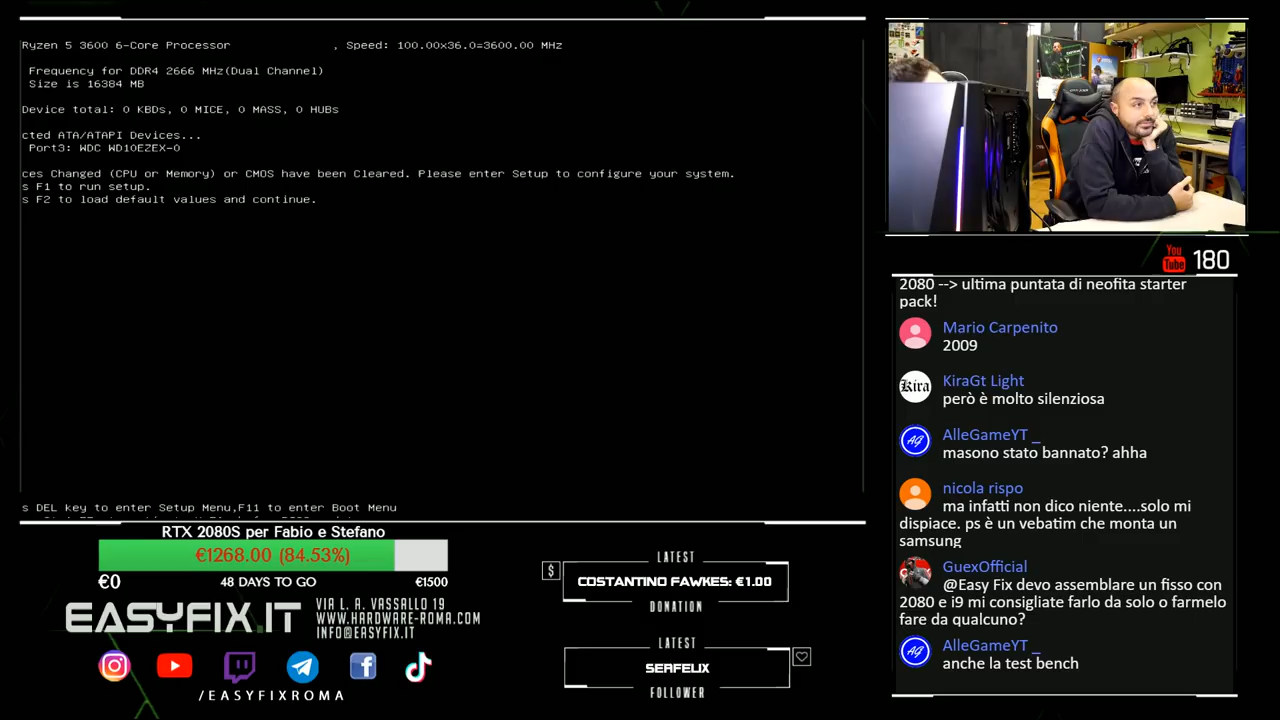 Ryzen 5 3600 6-Core Processor , Speed: 100.00x36.0=3600.00 MHz
Frequency for DDR4 2666 MHz(Dual Channel)
Size is 16384 MB
Device total: 0 KBDs, 0 MICE, 0 MASS, 0 HUBs
cted ATA/ATAPI Devices...
Port3: WDC WD10EZEX-0
ces Changed (CPU or Memory) or CMOS have been Cleared. Please enter Setup to configure your system.
s F1 to run setup.
s F2 to load default values and continue.
s DEL key to enter Setup Menu,F11 to enter Boot Menu
RTX 2080S per Fabio e Stefano
€1268.00 (84.53%)
€0 48 DAYS TO GO €1500
EASYFIX.IT
VIA L. A. VASSALLO 19
WWW.HARDWARE-ROMA.COM
INFO@EASYFIX.IT
/EASYFIXROMA
LATEST
$ COSTANTINO FAWKES: €1.00
DONATION
LATEST
SERFELIX
FOLLOWER
You Tube 180
2080 --> ultima puntata di neofita starter
pack!
Mario Carpenito
2009
KiraGt Light
Kira
però è molto silenziosa
AlleGameYT _
AG
masono stato bannato? ahha
nicola rispo
ma infatti non dico niente....solo mi
dispiace. ps è un vebatim che monta un
samsung
GuexOfficial
@Easy Fix devo assemblare un fisso con
2080 e i9 mi consigliate farlo da solo o farmelo
fare da qualcuno?
AlleGameYT _
AG
anche la test bench